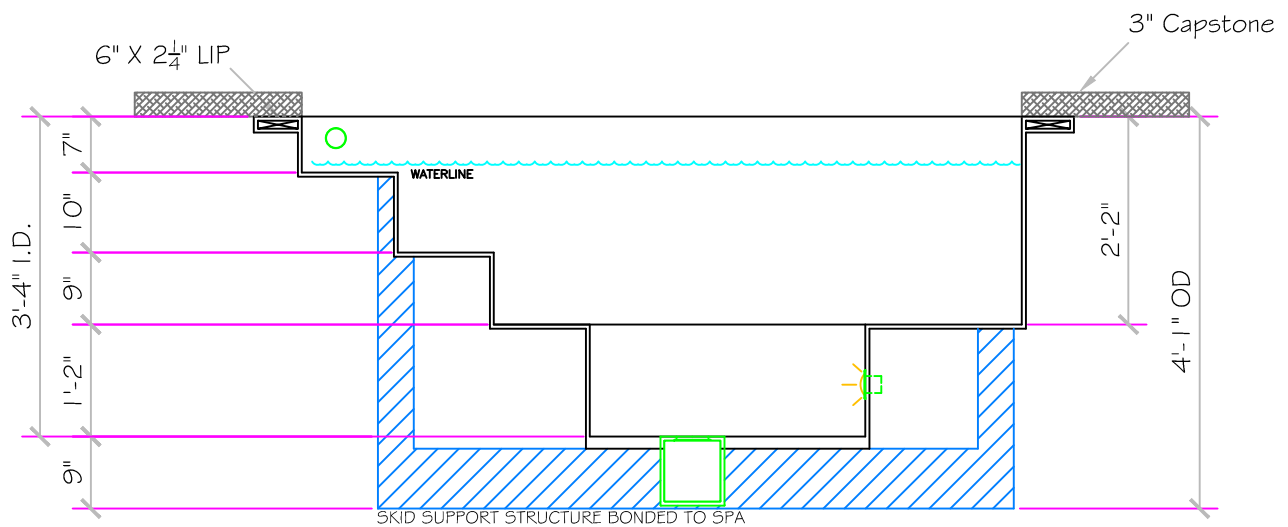 3" Capstone
6" X 2¼" LIP
7"
WATERLINE
10"
2'-2"
3'-4" I.D.
9"
4'-1" OD
1'-2"
9"
SKID SUPPORT STRUCTURE BONDED TO SPA